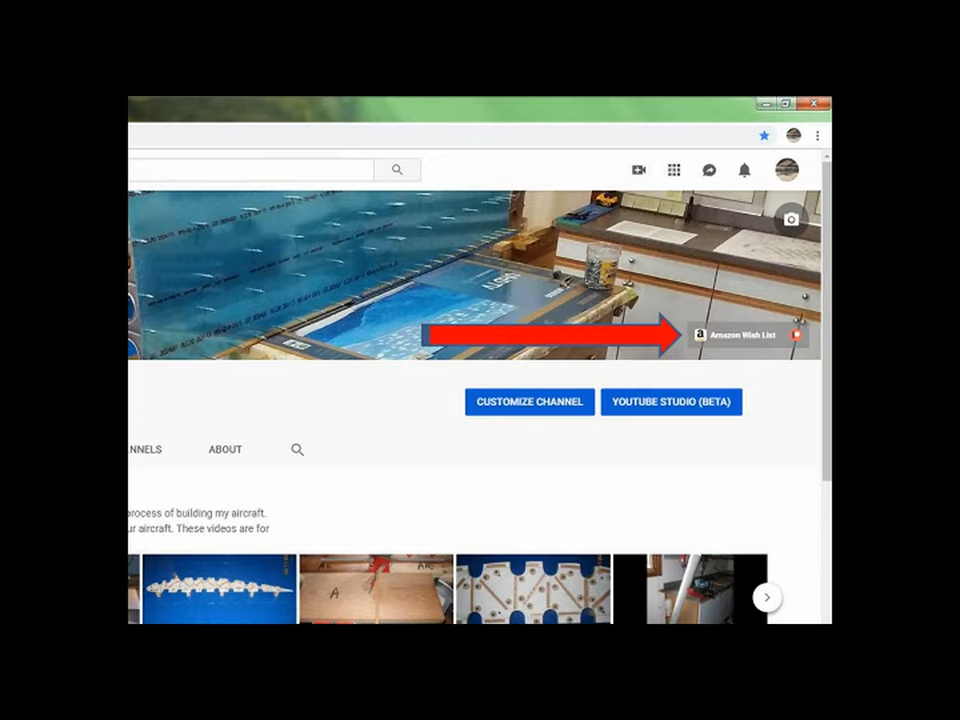 Amazon Wish List
CUSTOMIZE CHANNEL
YOUTUBE STUDIO (BETA)
NNELS
ABOUT
process of building my aircraft.
ur aircraft. These videos are for
A